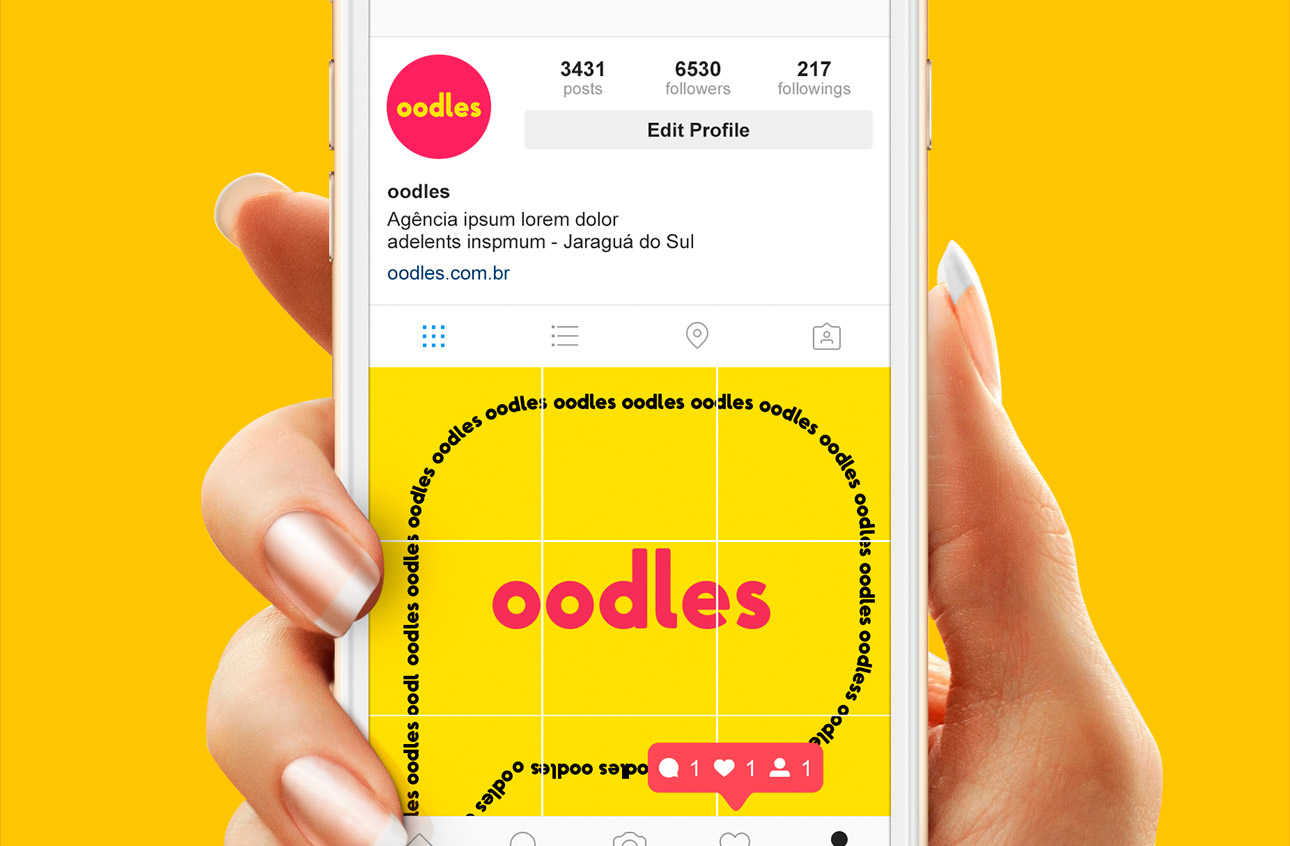 3431 6530 217
posts followers followings
oodles
Edit Profile
oodles
Agência ipsum lorem dolor
adelents inspmum - Jaraguá do Sul
oodles.com.br
oodles oodles oodles oodl oodles oodles oodles oodles oodles oodles oodles oodles oodles oodles oodles oodles oodles oodless oodles
oodles
oodles oodles oodles
1 1 1